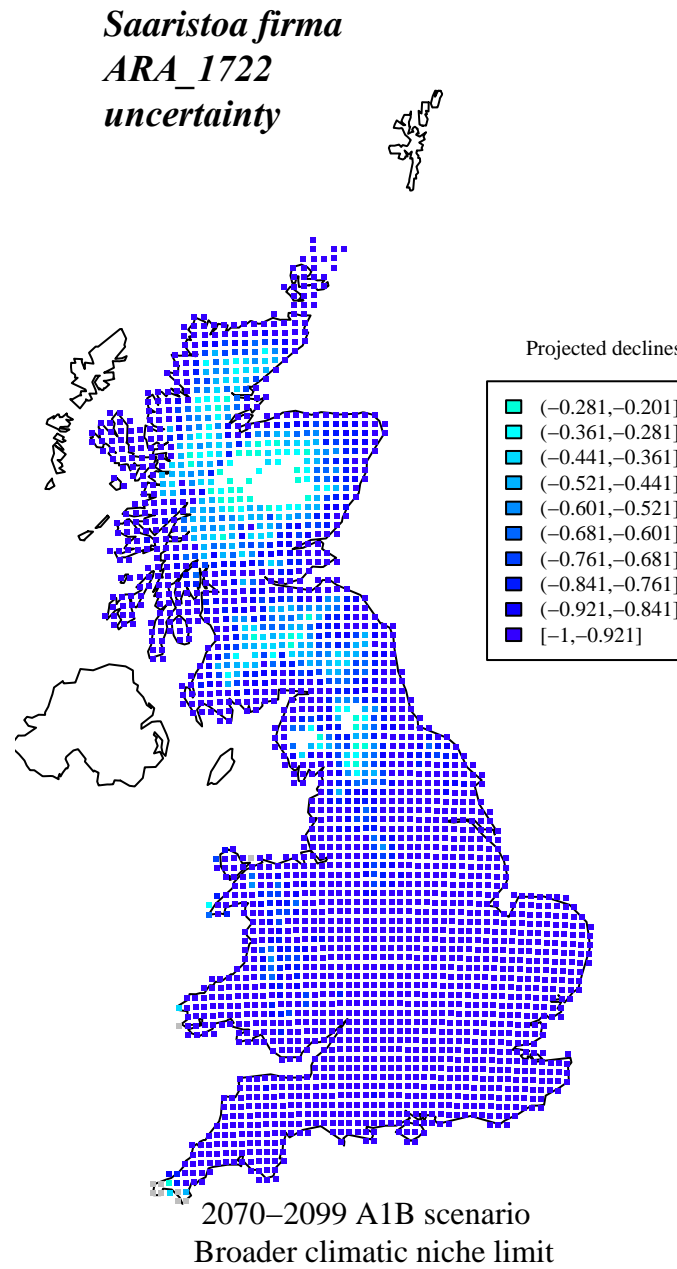 Saaristoa firma
ARA_1722
uncertainty
Projected declines
(−0.281,−0.201]
(−0.361,−0.281]
(−0.441,−0.361]
(−0.521,−0.441]
(−0.601,−0.521]
(−0.681,−0.601]
(−0.761,−0.681]
(−0.841,−0.761]
(−0.921,−0.841]
[−1,−0.921]
2070−2099 A1B scenario
Broader climatic niche limit